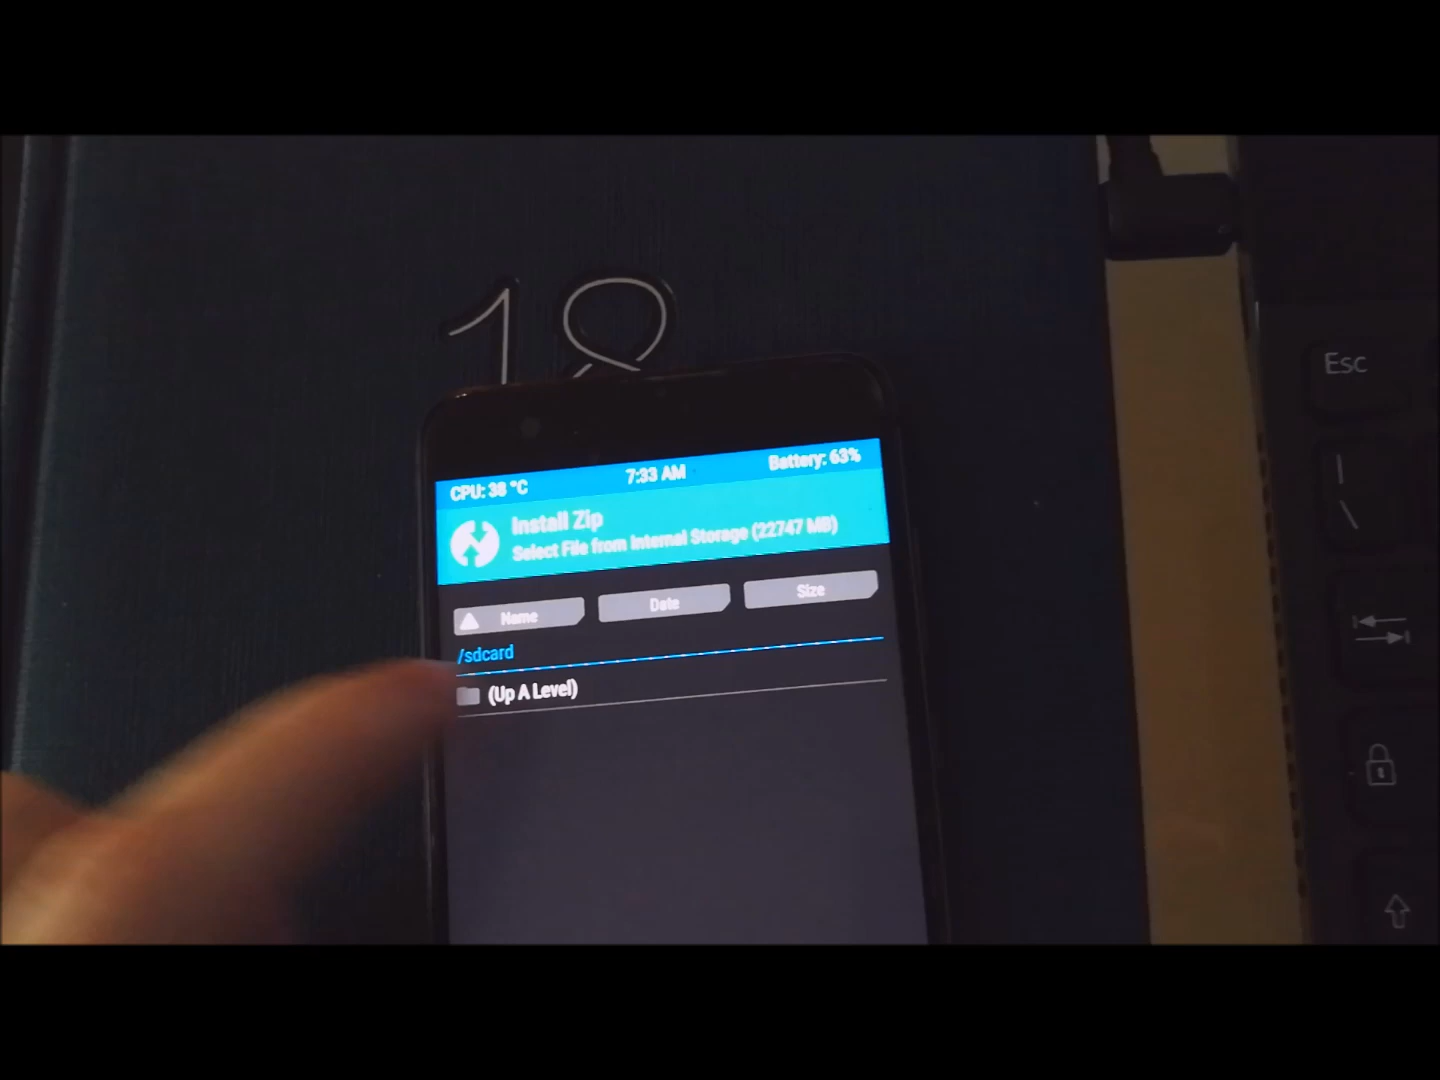 18
CPU: 38 °C 7:33 AM Battery: 63%
Install Zip
Select File from Internal Storage (22747 MB)
Name Date Size
/sdcard
(Up A Level)
Esc
|
\